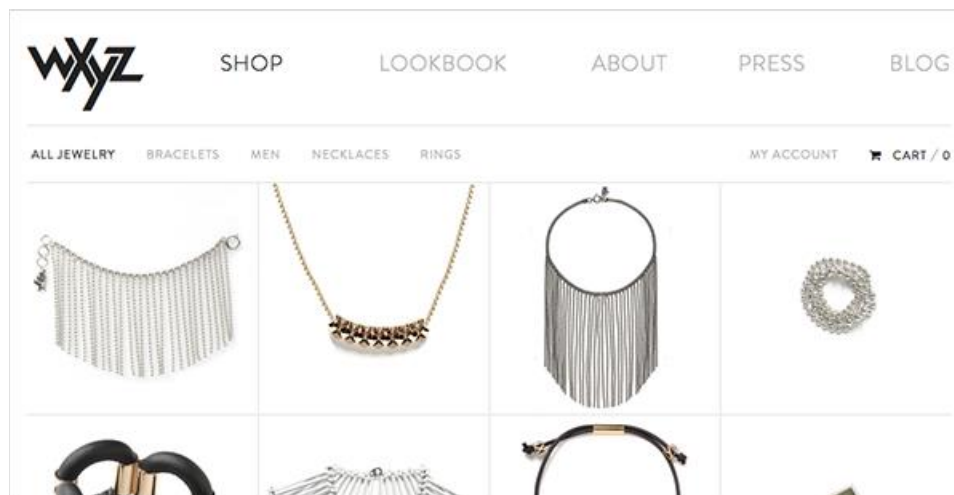 wXyZ SHOP LOOKBOOK ABOUT PRESS BLOG
ALL JEWELRY BRACELETS MEN NECKLACES RINGS MY ACCOUNT CART / 0